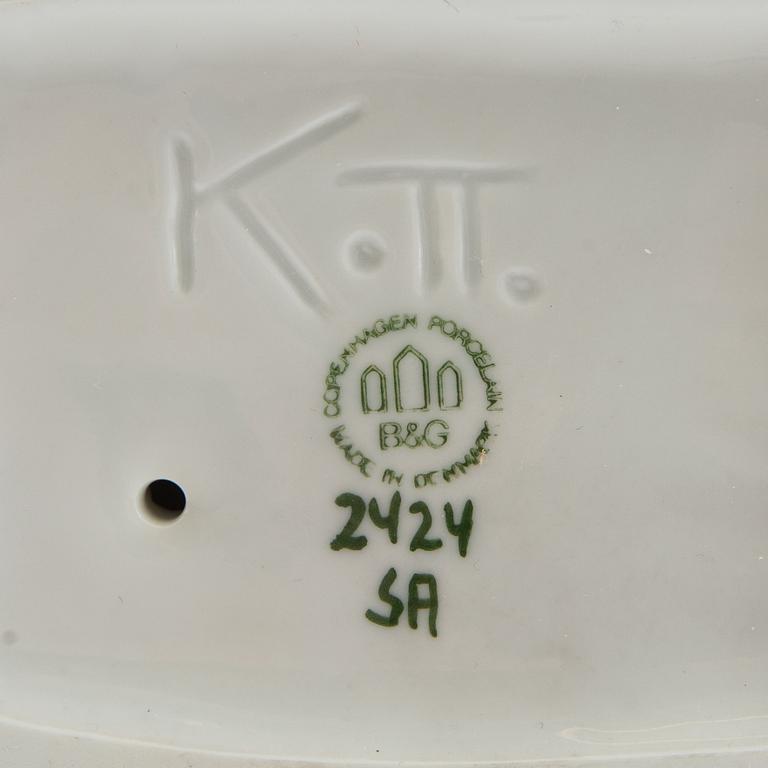 K.π.
COPENHAGEN PORCELAIN
B&G
MADE IN DENMARK
2424
SA